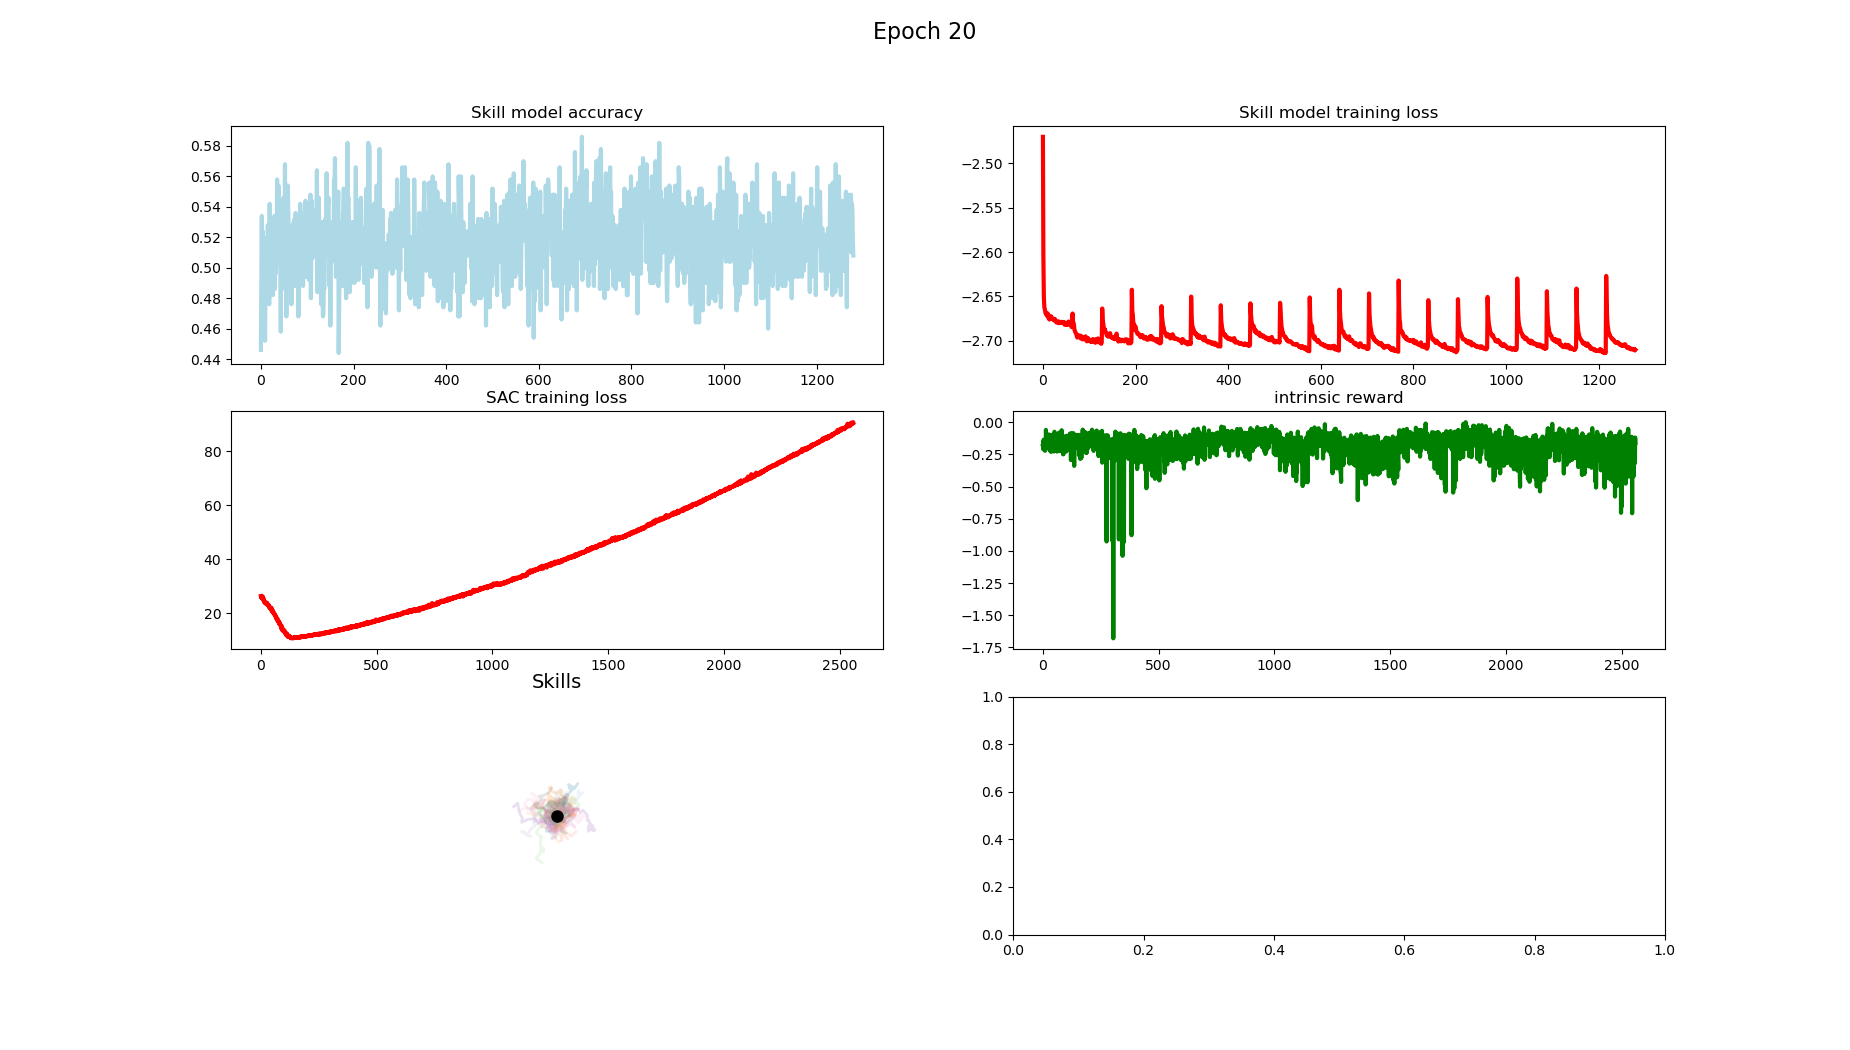 Epoch 20
Skill model accuracy
0.58
0.56
0.54
0.52
0.50
0.48
0.46
0.44
0 200 400 600 800 1000 1200
Skill model training loss
−2.50
−2.55
−2.60
−2.65
−2.70
0 200 400 600 800 1000 1200
SAC training loss
80
60
40
20
0 500 1000 1500 2000 2500
intrinsic reward
0.00
−0.25
−0.50
−0.75
−1.00
−1.25
−1.50
−1.75
0 500 1000 1500 2000 2500
Skills
1.0
0.8
0.6
0.4
0.2
0.0
0.0 0.2 0.4 0.6 0.8 1.0